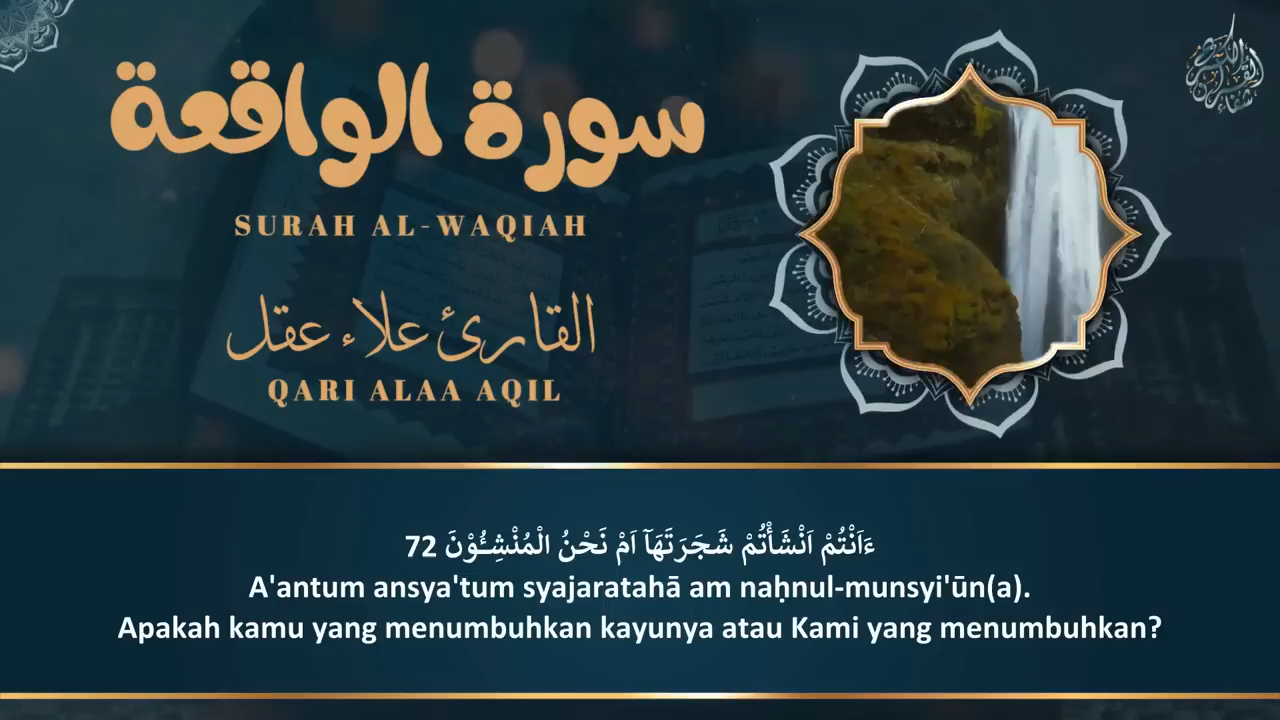 سورة الواقعة
SURAH AL-WAQIAH
القارئ علاء عقل
QARI ALAA AQIL
ءَاَنْتُمْ اَنْشَأْتُمْ شَجَرَتَهَآ اَمْ نَحْنُ الْمُنْشِـُٔوْنَ 72
A'antum ansya'tum syajaratahā am naḥnul-munsyi'ūn(a).
Apakah kamu yang menumbuhkan kayunya atau Kami yang menumbuhkan?